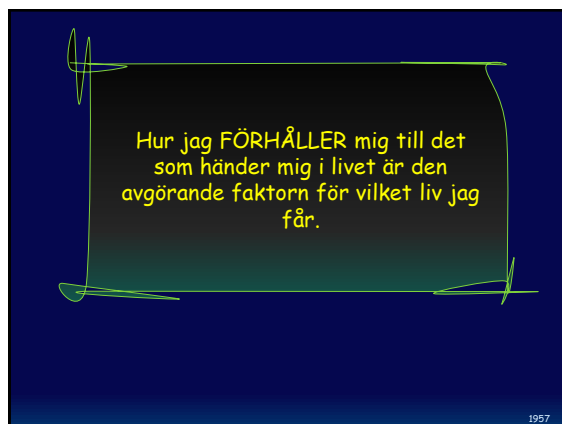 Hur jag FÖRHÅLLER mig till det
som händer mig i livet är den
avgörande faktorn för vilket liv jag
får.
1957